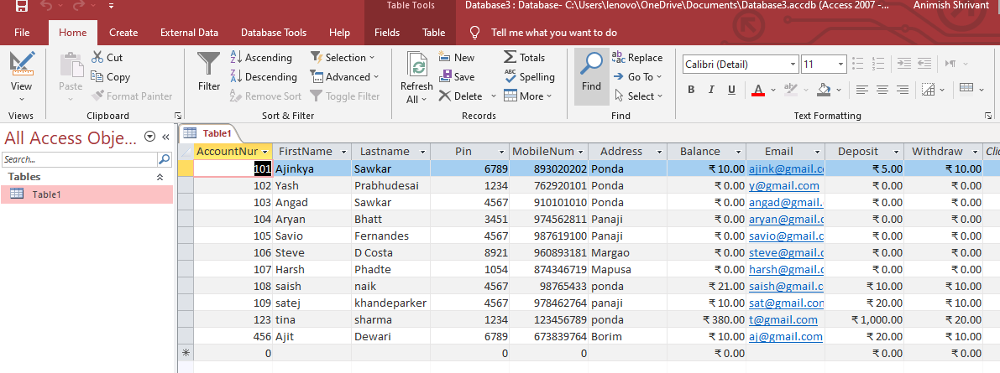 Table Tools
Database3 : Database- C:\Users\lenovo\OneDrive\Documents\Database3.accdb (Access 2007 -...
Animish Shrivant
File Home Create External Data Database Tools Help Fields Table Tell me what you want to do
View
Views
Paste
Cut
Copy
Format Painter
Clipboard
Filter
Ascending
Descending
Remove Sort
Selection
Advanced
Toggle Filter
Sort & Filter
Refresh
All
New
Save
Delete
Totals
Spelling
More
Records
Find
Replace
Go To
Select
Find
Calibri (Detail) 11
B I U A
Text Formatting
All Access Obje... «
Search...
Tables
Table1
Table1
AccountNur FirstName Lastname Pin MobileNum Address Balance Email Deposit Withdraw Clic
101 Ajinkya Sawkar 6789 893020202 Ponda ₹ 10.00 ajink@gmail.co ₹ 5.00 ₹ 10.00
102 Yash Prabhudesai 1234 762920101 Ponda ₹ 0.00 y@gmail.com ₹ 0.00 ₹ 0.00
103 Angad Sawkar 4567 910101010 Ponda ₹ 0.00 angad@gmail.c ₹ 0.00 ₹ 0.00
104 Aryan Bhatt 3451 974562811 Panaji ₹ 0.00 aryan@gmail.c ₹ 0.00 ₹ 0.00
105 Savio Fernandes 4567 987619100 Panaji ₹ 0.00 savio@gmail.c ₹ 0.00 ₹ 0.00
106 Steve D Costa 8921 960893181 Margao ₹ 0.00 steve@gmail.c ₹ 0.00 ₹ 0.00
107 Harsh Phadte 1054 874346719 Mapusa ₹ 0.00 harsh@gmail.c ₹ 0.00 ₹ 0.00
108 saish naik 4567 98765433 ponda ₹ 21.00 saish@gmail.c ₹ 10.00 ₹ 10.00
109 satej khandeparker 4567 978462764 panaji ₹ 10.00 sat@gmail.con ₹ 20.00 ₹ 10.00
123 tina sharma 1234 123456789 ponda ₹ 380.00 t@gmail.com ₹ 1,000.00 ₹ 20.00
456 Ajit Dewari 6789 673839764 Borim ₹ 10.00 aj@gmail.com ₹ 20.00 ₹ 10.00
* 0 0 0 ₹ 0.00 ₹ 0.00 ₹ 0.00